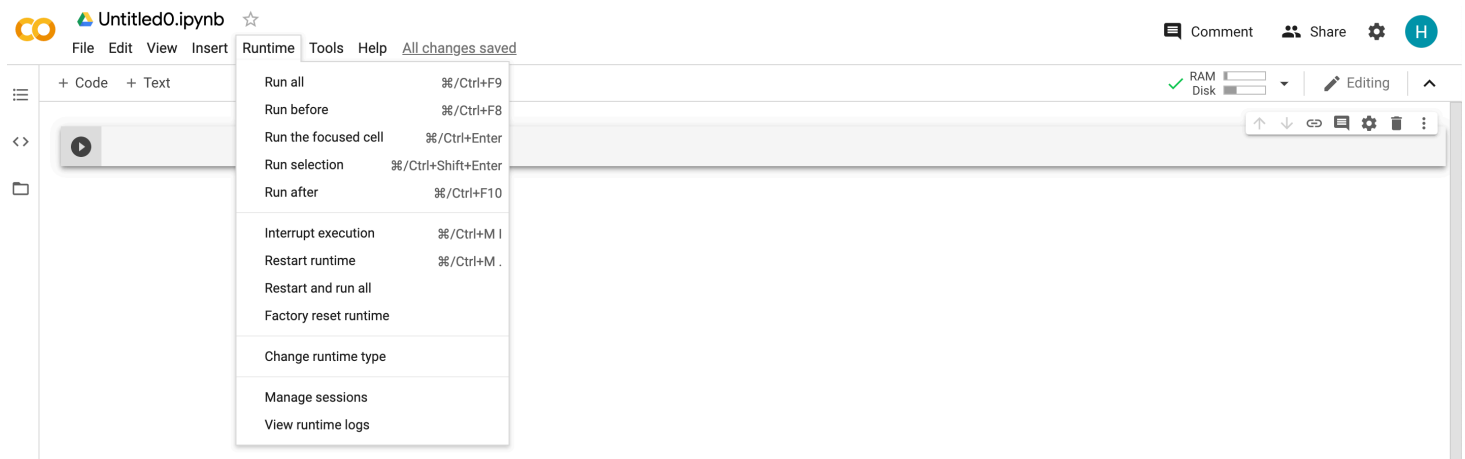 Untitled0.ipynb
File Edit View Insert Runtime Tools Help All changes saved
Comment Share H
+ Code + Text
RAM
Disk
Editing
Run all ⌘/Ctrl+F9
Run before ⌘/Ctrl+F8
Run the focused cell ⌘/Ctrl+Enter
Run selection ⌘/Ctrl+Shift+Enter
Run after ⌘/Ctrl+F10
Interrupt execution ⌘/Ctrl+M I
Restart runtime ⌘/Ctrl+M .
Restart and run all
Factory reset runtime
Change runtime type
Manage sessions
View runtime logs